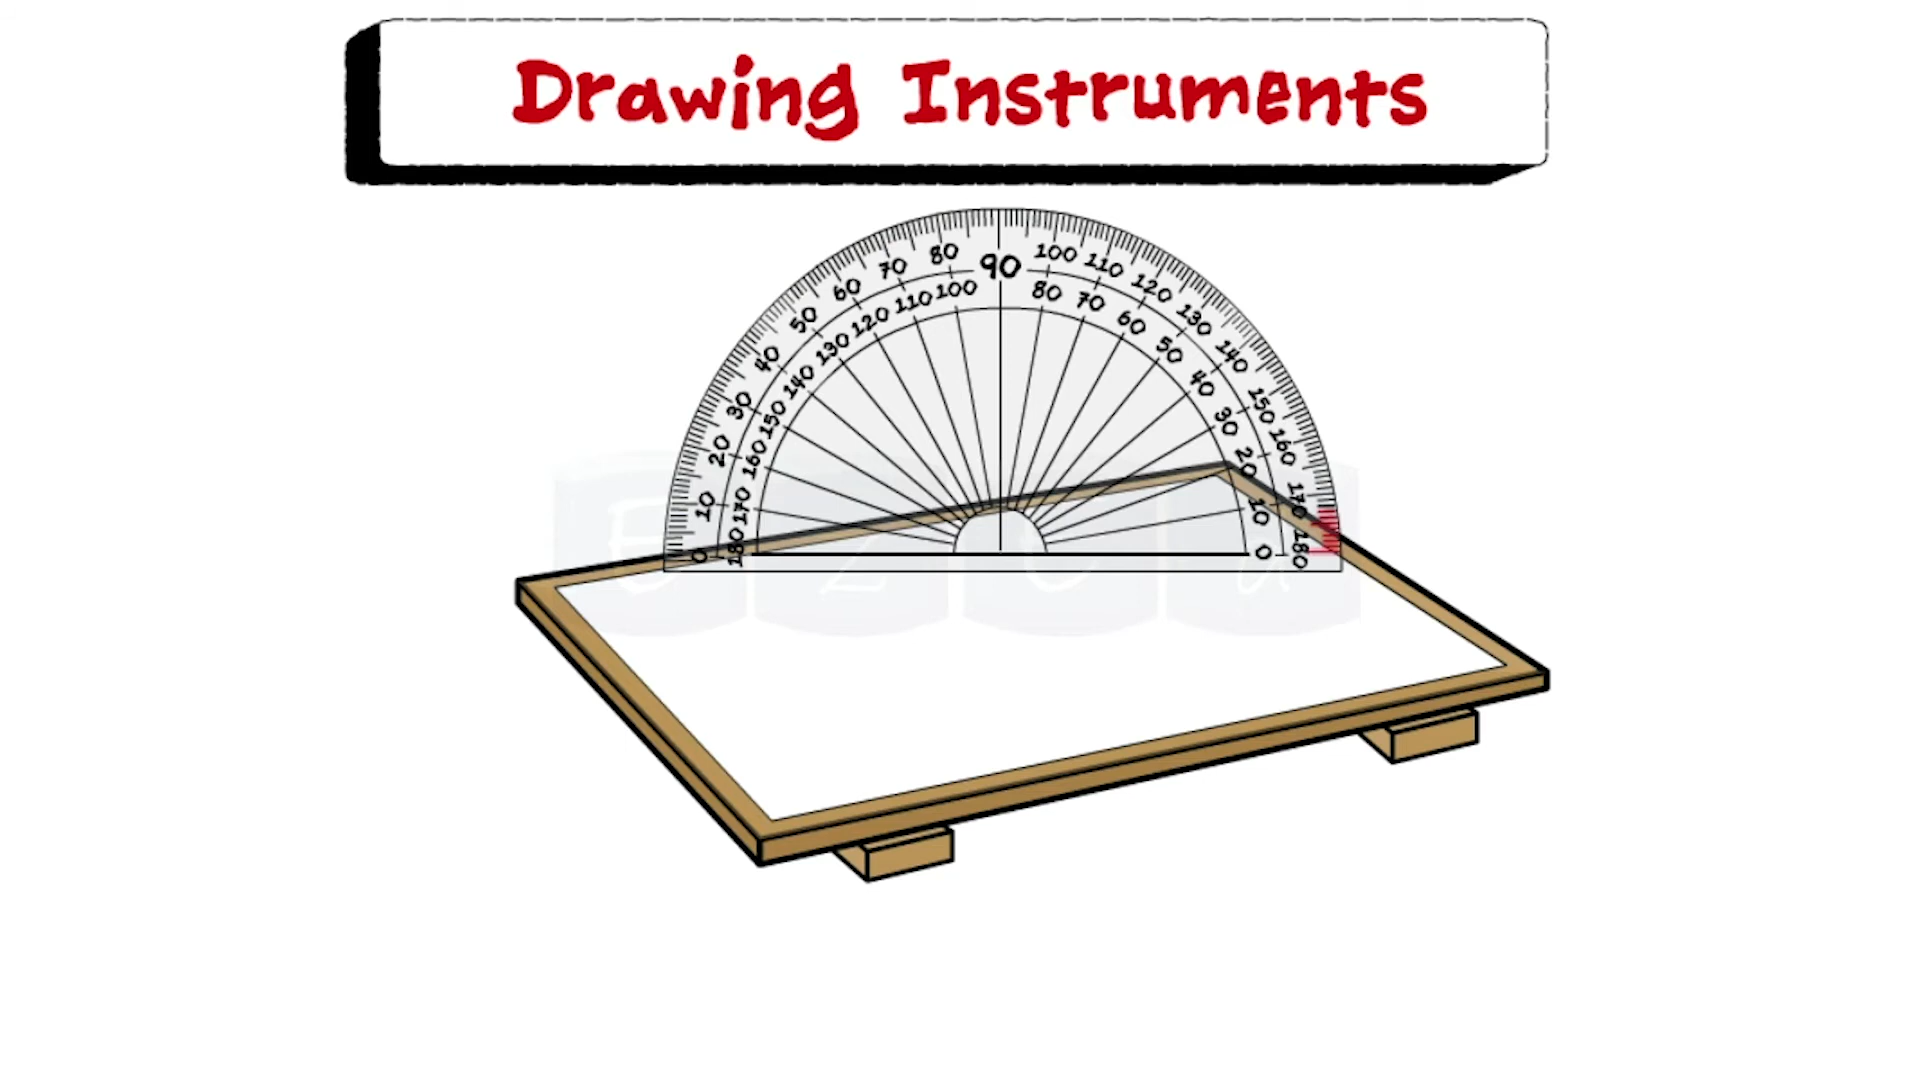 Drawing Instruments
0 10 20 30 40 50 60 70 80 90 100 110 120 130 140 150 160 170 180
180 170 160 150 140 130 120 110 100 80 70 60 50 40 30 20 10 0